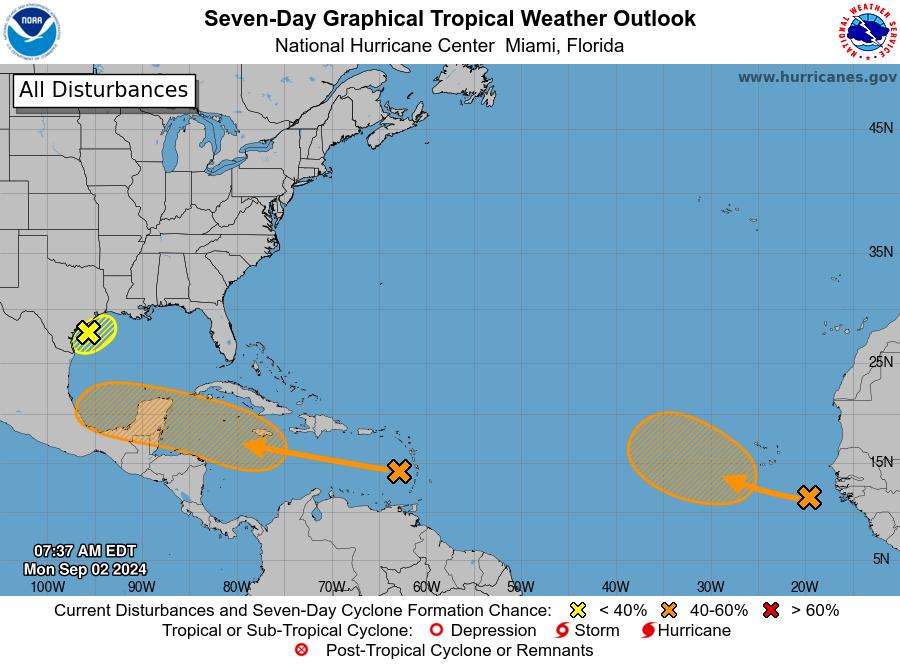 Seven-Day Graphical Tropical Weather Outlook
National Hurricane Center Miami, Florida
NOAA
NATIONAL WEATHER SERVICE
www.hurricanes.gov
All Disturbances
45N
35N
25N
15N
5N
07:37 AM EDT
Mon Sep 02 2024
100W 90W 80W 70W 60W 50W 40W 30W 20W
Current Disturbances and Seven-Day Cyclone Formation Chance: < 40% 40-60% > 60%
Tropical or Sub-Tropical Cyclone: Depression Storm Hurricane
Post-Tropical Cyclone or Remnants